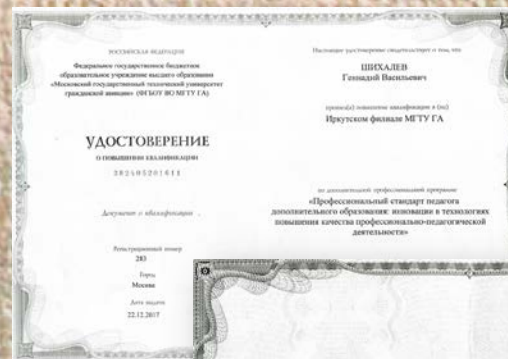 РОССИЙСКАЯ ФЕДЕРАЦИЯ
Федеральное государственное бюджетное
образовательное учреждение высшего образования
«Московский государственный технический университет
гражданской авиации» (ФГБОУ ВО МГТУ ГА)
УДОСТОВЕРЕНИЕ
О ПОВЫШЕНИИ КВАЛИФИКАЦИИ
382405201611
Документ о квалификации
Регистрационный номер
283
Город
Москва
Дата выдачи
22.12.2017
Настоящее удостоверение свидетельствует о том, что
ШИХАЛЕВ
Геннадий Васильевич
прошел(а) повышение квалификации в (на)
Иркутском филиале МГТУ ГА
по дополнительной профессиональной программе
«Профессиональный стандарт педагога
дополнительного образования: инновации в технологиях
повышения качества профессионально-педагогической
деятельности»